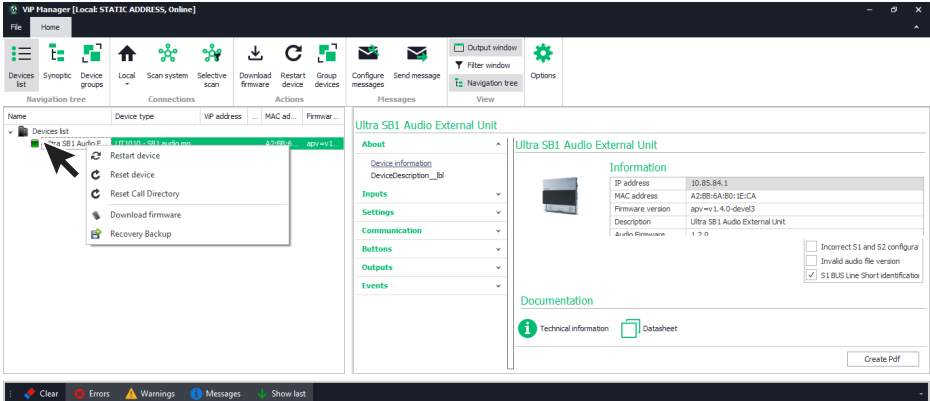 ViP Manager [Local: STATIC ADDRESS, Online]
File Home
Devices list
Synoptic
Device groups
Local
Scan system
Selective scan
Download firmware
Restart device
Group devices
Configure messages
Send message
Output window
Filter window
Navigation tree
Options
Navigation tree
Connections
Actions
Messages
View
Name Device type ViP address ... MAC ad... Firmwar...
Devices list
Ultra SB1 Audio E... UT1010 - SB1 audio mo... A2:BB:6... apv=v1...
Restart device
Reset device
Reset Call Directory
Download firmware
Recovery Backup
Ultra SB1 Audio External Unit
About
Device information
DeviceDescription__lbl
Inputs
Settings
Communication
Buttons
Outputs
Events
Ultra SB1 Audio External Unit
Information
IP address 10.85.84.1
MAC address A2:BB:6A:B0:1E:CA
Firmware version apv=v1.4.0-devel3
Description Ultra SB1 Audio External Unit
Audio Firmware 1.2.0
Incorrect S1 and S2 configurat
Invalid audio file version
S1 BUS Line Short identification
Documentation
Technical information
Datasheet
Create Pdf
Clear Errors Warnings Messages Show last